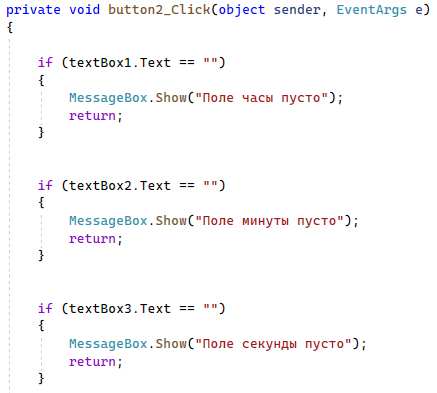 private void button2_Click(object sender, EventArgs e)
{
if (textBox1.Text == "")
{
MessageBox.Show("Поле часы пусто");
return;
}
if (textBox2.Text == "")
{
MessageBox.Show("Поле минуты пусто");
return;
}
if (textBox3.Text == "")
{
MessageBox.Show("Поле секунды пусто");
return;
}